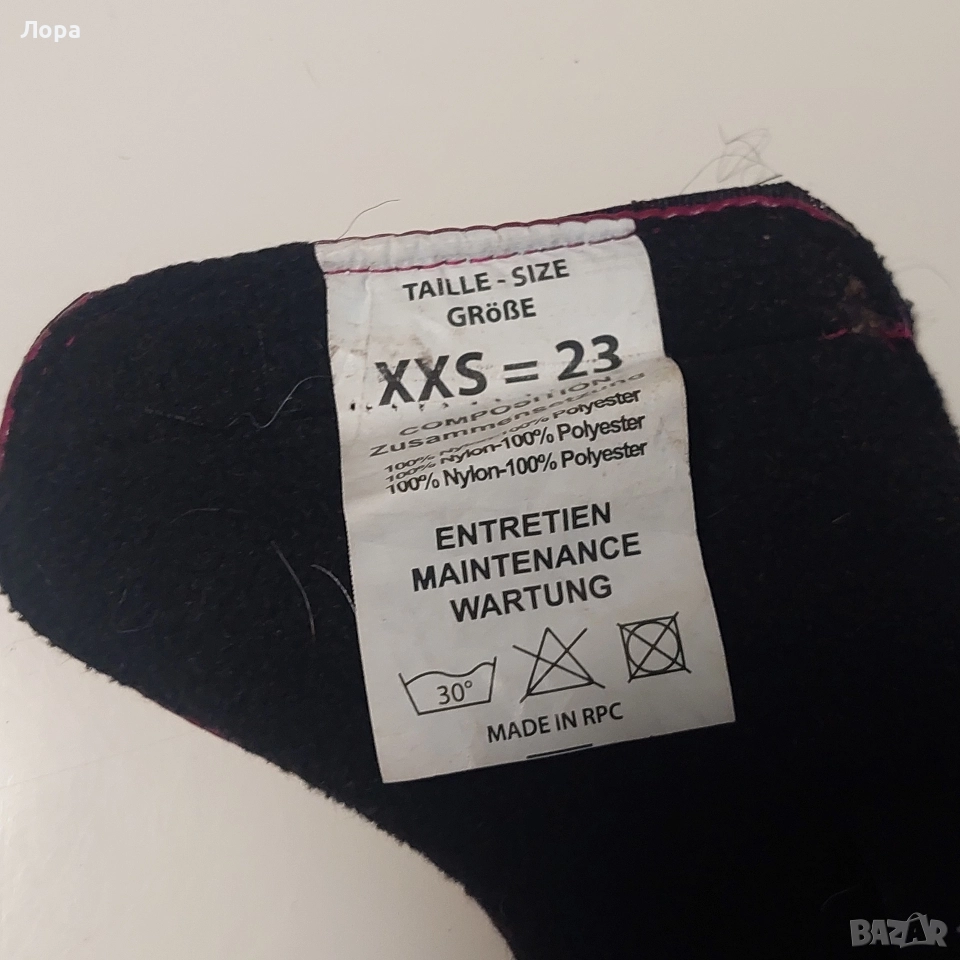 Лора
TAILLE - SIZE
GRößE
XXS = 23
COMPOSITION
Zusammensetzund
100% Nylon-100% Polyester
100% Nylon-100% Polyester
100% Nylon-100% Polyester
ENTRETIEN
MAINTENANCE
WARTUNG
30°
MADE IN RPC
BAZAR